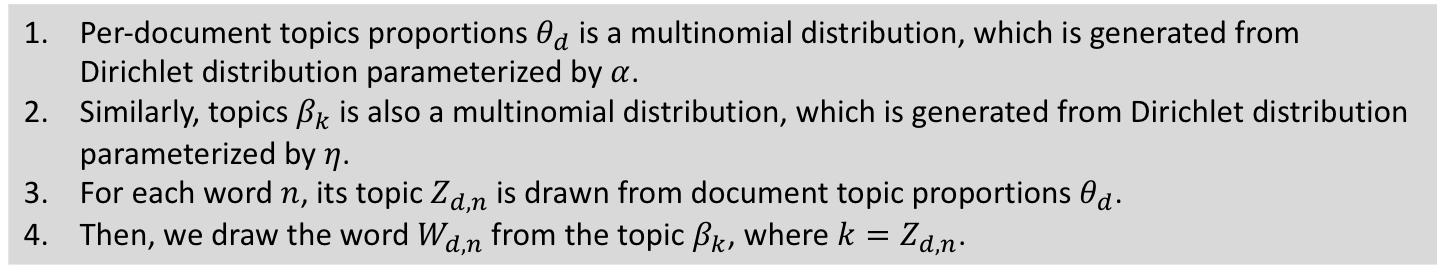 1. Per-document topics proportions θ_d is a multinomial distribution, which is generated from
Dirichlet distribution parameterized by α.
2. Similarly, topics β_k is also a multinomial distribution, which is generated from Dirichlet distribution
parameterized by η.
3. For each word n, its topic Z_{d,n} is drawn from document topic proportions θ_d.
4. Then, we draw the word W_{d,n} from the topic β_k, where k = Z_{d,n}.